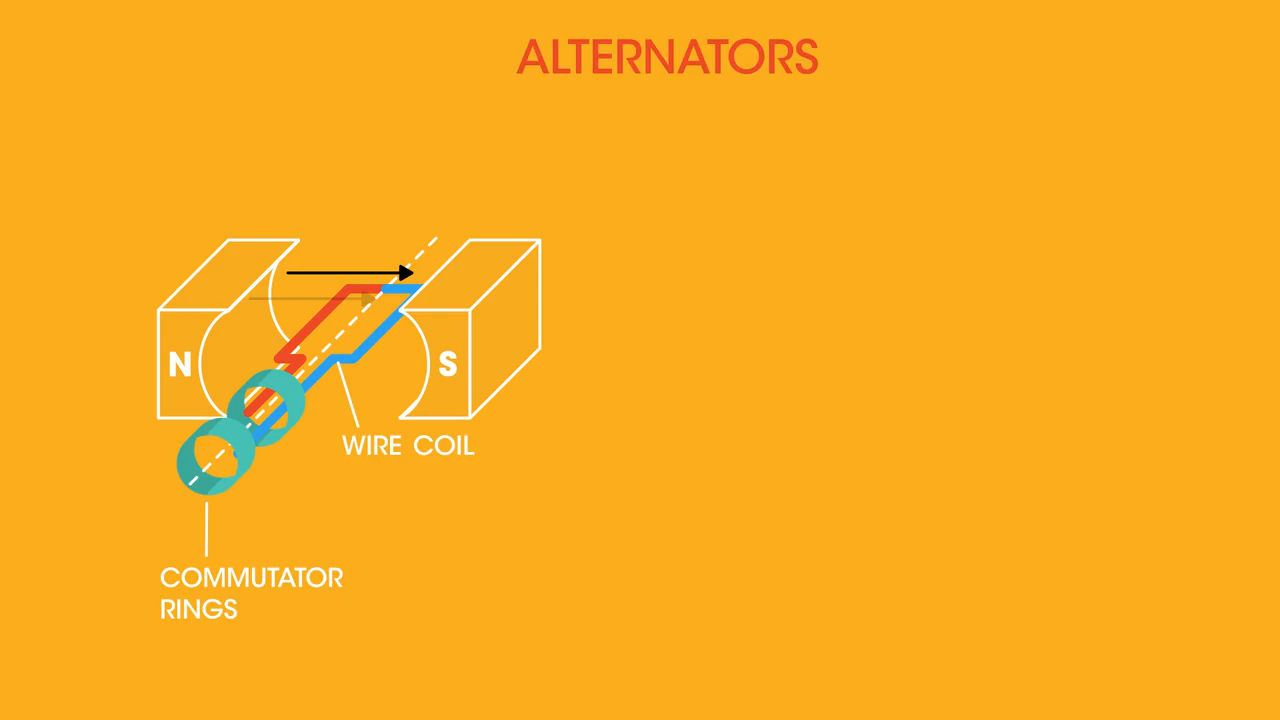 ALTERNATORS
N
S
WIRE COIL
COMMUTATOR
RINGS